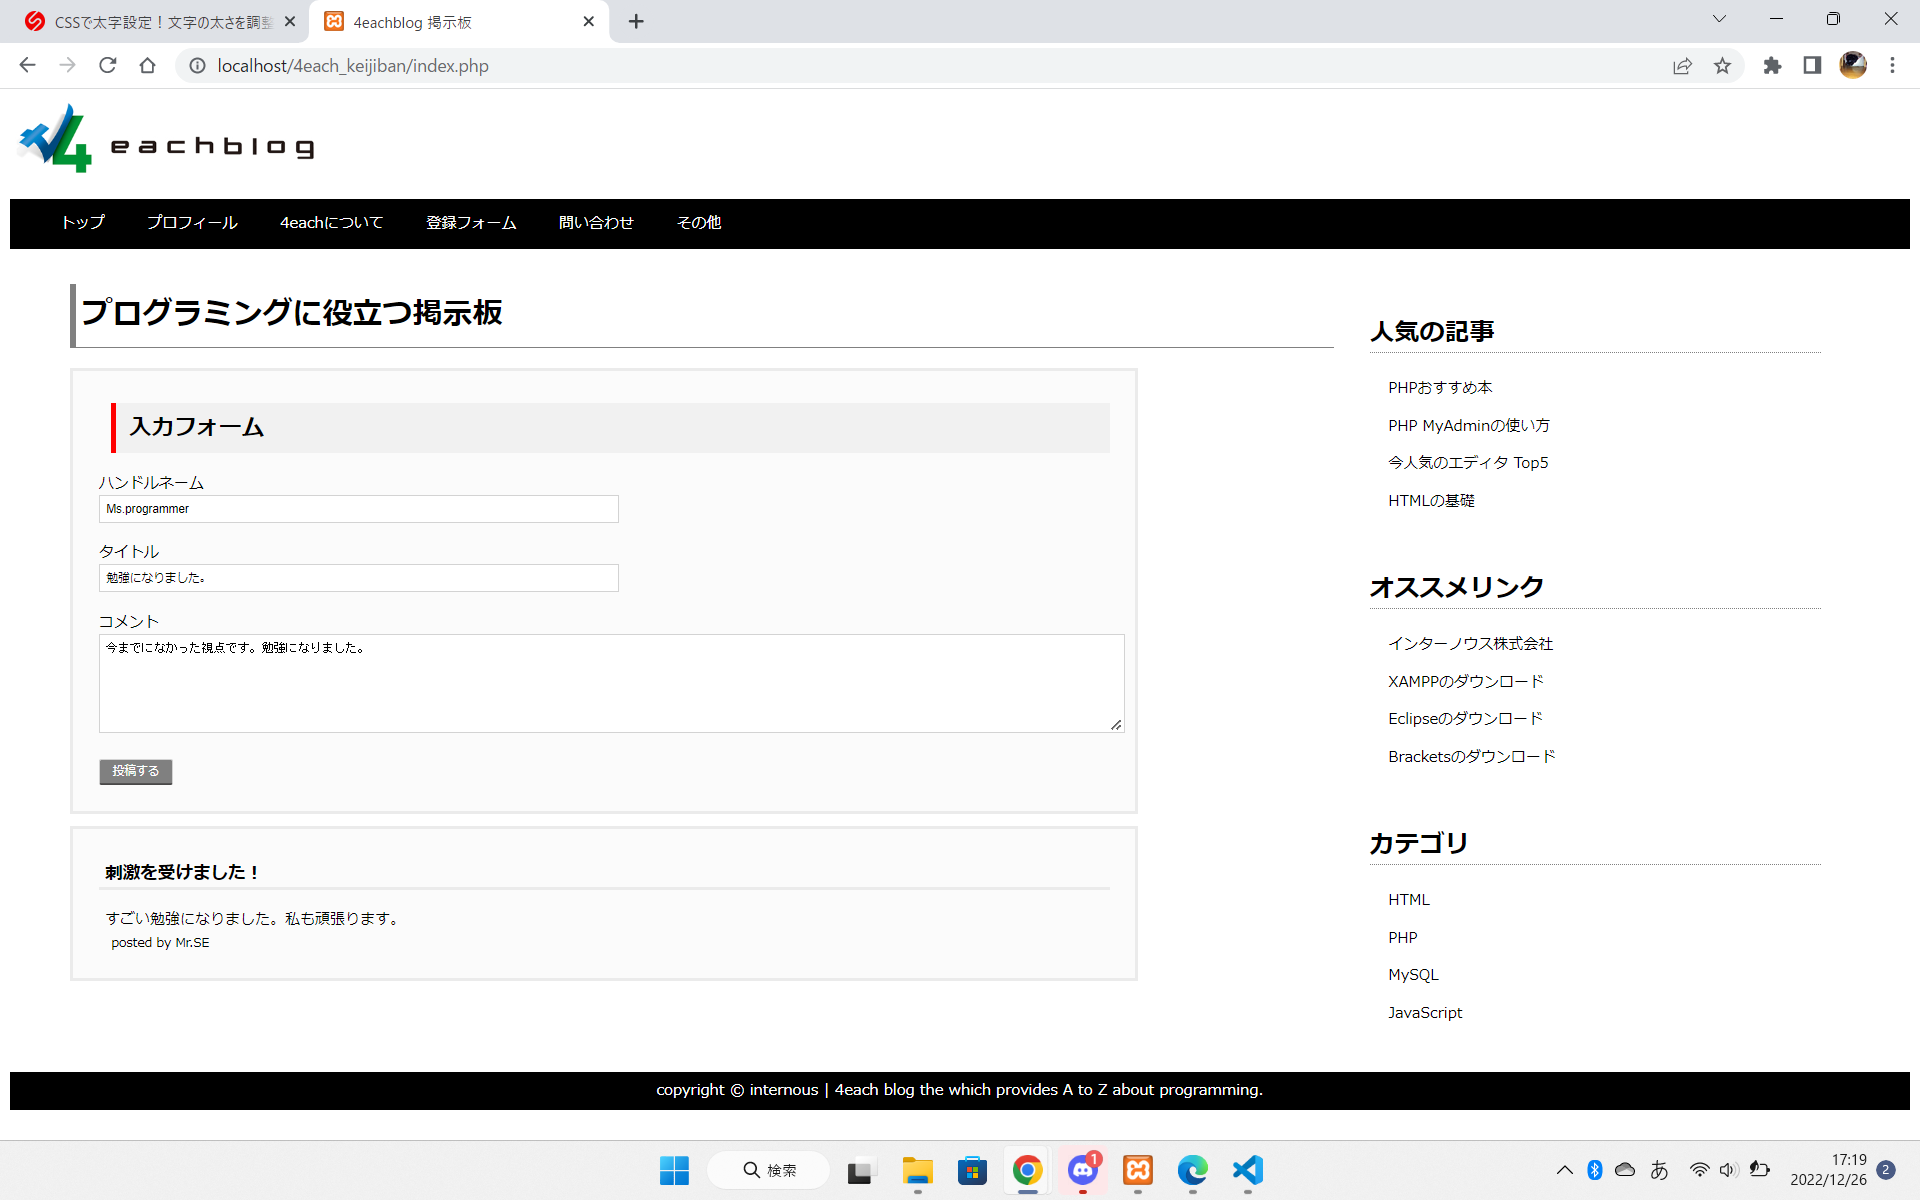 CSSで太字設定！文字の太さを調整
4eachblog 掲示板
localhost/4each_keijiban/index.php
4 eachblog
トップ
プロフィール
4eachについて
登録フォーム
問い合わせ
その他
プログラミングに役立つ掲示板
入力フォーム
ハンドルネーム
Ms.programmer
タイトル
勉強になりました。
コメント
今までになかった視点です。勉強になりました。
投稿する
刺激を受けました！
すごい勉強になりました。私も頑張ります。
posted by Mr.SE
人気の記事
PHPおすすめ本
PHP MyAdminの使い方
今人気のエディタ Top5
HTMLの基礎
オススメリンク
インターノウス株式会社
XAMPPのダウンロード
Eclipseのダウンロード
Bracketsのダウンロード
カテゴリ
HTML
PHP
MySQL
JavaScript
copyright © internous | 4each blog the which provides A to Z about programming.
検索
1
あ
17:19
2022/12/26
2